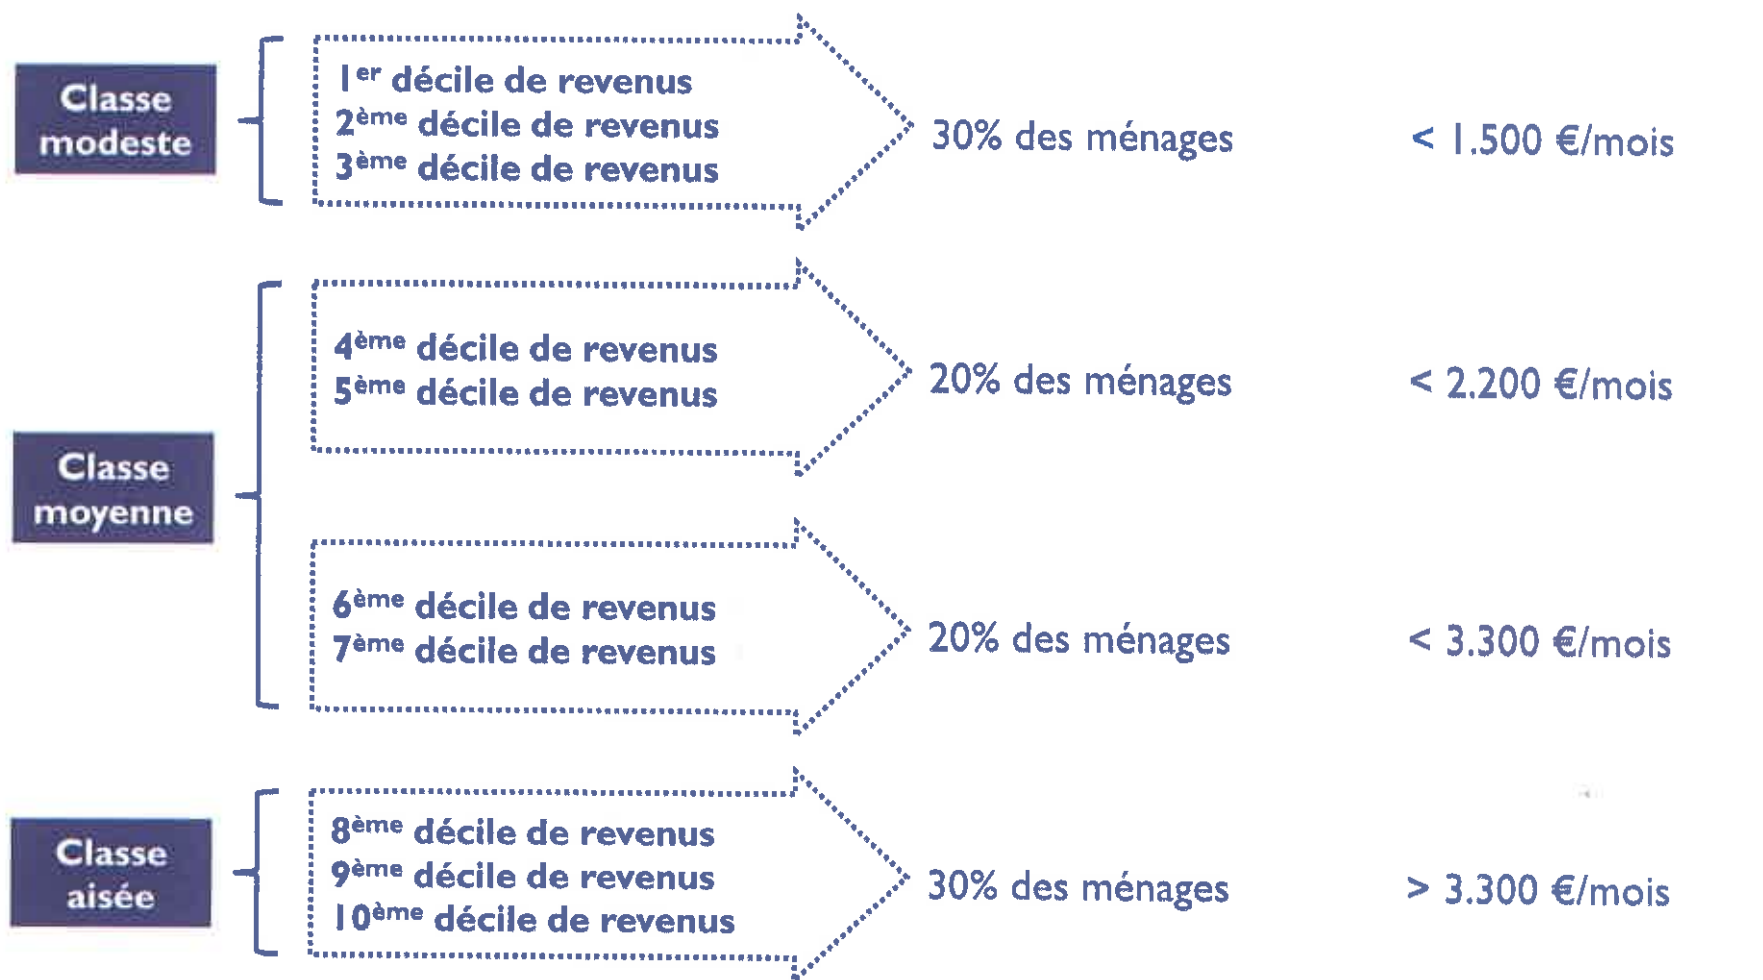 Classe
modeste
1er décile de revenus
2ème décile de revenus
3ème décile de revenus
30% des ménages
< 1.500 €/mois
Classe
moyenne
4ème décile de revenus
5ème décile de revenus
20% des ménages
< 2.200 €/mois
6ème décile de revenus
7ème décile de revenus
20% des ménages
< 3.300 €/mois
Classe
aisée
8ème décile de revenus
9ème décile de revenus
10ème décile de revenus
30% des ménages
> 3.300 €/mois